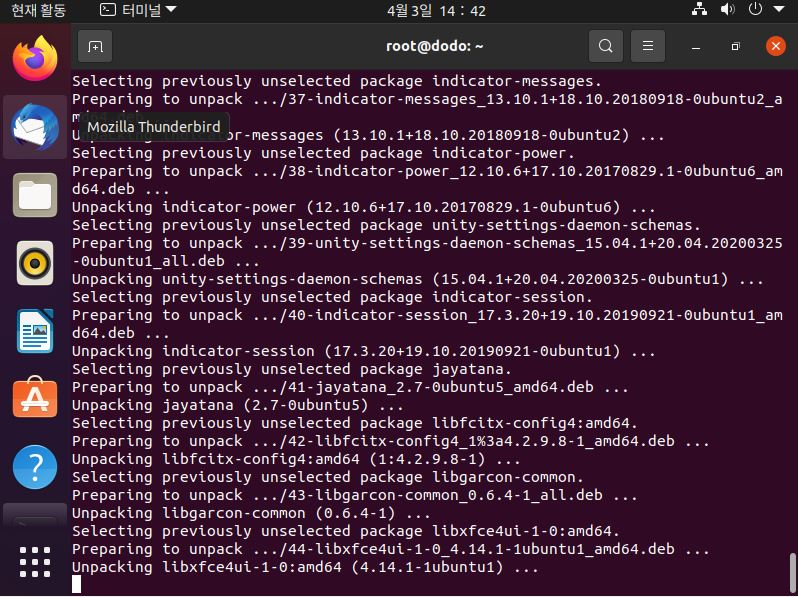 현재 활동
터미널
4월 3일 14 : 42
root@dodo: ~
Selecting previously unselected package indicator-messages.
Preparing to unpack .../37-indicator-messages_13.10.1+18.10.20180918-0ubuntu2_a
Mozilla Thunderbird
r-messages (13.10.1+18.10.20180918-0ubuntu2) ...
Selecting previously unselected package indicator-power.
Preparing to unpack .../38-indicator-power_12.10.6+17.10.20170829.1-0ubuntu6_am
d64.deb ...
Unpacking indicator-power (12.10.6+17.10.20170829.1-0ubuntu6) ...
Selecting previously unselected package unity-settings-daemon-schemas.
Preparing to unpack .../39-unity-settings-daemon-schemas_15.04.1+20.04.20200325
-0ubuntu1_all.deb ...
Unpacking unity-settings-daemon-schemas (15.04.1+20.04.20200325-0ubuntu1) ...
Selecting previously unselected package indicator-session.
Preparing to unpack .../40-indicator-session_17.3.20+19.10.20190921-0ubuntu1_am
d64.deb ...
Unpacking indicator-session (17.3.20+19.10.20190921-0ubuntu1) ...
Selecting previously unselected package jayatana.
Preparing to unpack .../41-jayatana_2.7-0ubuntu5_amd64.deb ...
Unpacking jayatana (2.7-0ubuntu5) ...
Selecting previously unselected package libfcitx-config4:amd64.
Preparing to unpack .../42-libfcitx-config4_1%3a4.2.9.8-1_amd64.deb ...
Unpacking libfcitx-config4:amd64 (1:4.2.9.8-1) ...
Selecting previously unselected package libgarcon-common.
Preparing to unpack .../43-libgarcon-common_0.6.4-1_all.deb ...
Unpacking libgarcon-common (0.6.4-1) ...
Selecting previously unselected package libxfce4ui-1-0:amd64.
Preparing to unpack .../44-libxfce4ui-1-0_4.14.1-1ubuntu1_amd64.deb ...
Unpacking libxfce4ui-1-0:amd64 (4.14.1-1ubuntu1) ...